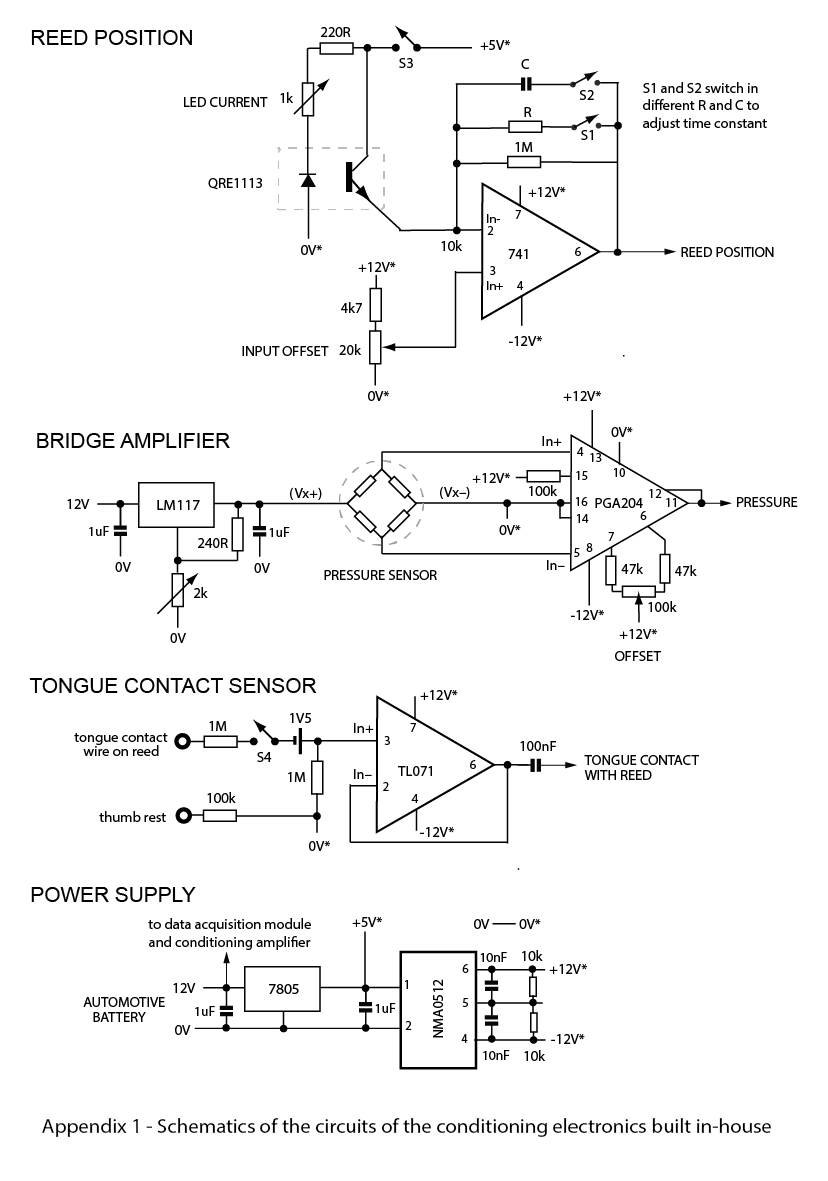 REED POSITION
220R
S3
+5V*
LED CURRENT 1k
C
S2
R
S1
1M
S1 and S2 switch in
different R and C to
adjust time constant
QRE1113
0V*
10k
In-
2
+12V*
7
741
6
3
In+
4
-12V*
REED POSITION
+12V*
4k7
INPUT OFFSET 20k
0V*
BRIDGE AMPLIFIER
12V
LM117
1uF
0V
240R
1uF
0V
2k
0V
(Vx+)
(Vx–)
PRESSURE SENSOR
+12V*
0V*
In+
4
13
10
+12V*
100k
15
16
14
PGA204
12
11
PRESSURE
0V*
6
7
5
8
In–
-12V*
47k
47k
100k
+12V*
OFFSET
TONGUE CONTACT SENSOR
tongue contact
wire on reed
1M
S4
1V5
1M
thumb rest
100k
0V*
+12V*
In+
3
7
TL071
6
In–
2
4
-12V*
100nF
TONGUE CONTACT
WITH REED
POWER SUPPLY
to data acquisition module
and conditioning amplifier
+5V*
0V
0V*
12V
7805
1
AUTOMOTIVE
BATTERY
1uF
1uF
0V
2
NMA0512
6
5
4
10nF
10k
+12V*
-12V*
10nF
10k
Appendix 1 - Schematics of the circuits of the conditioning electronics built in-house